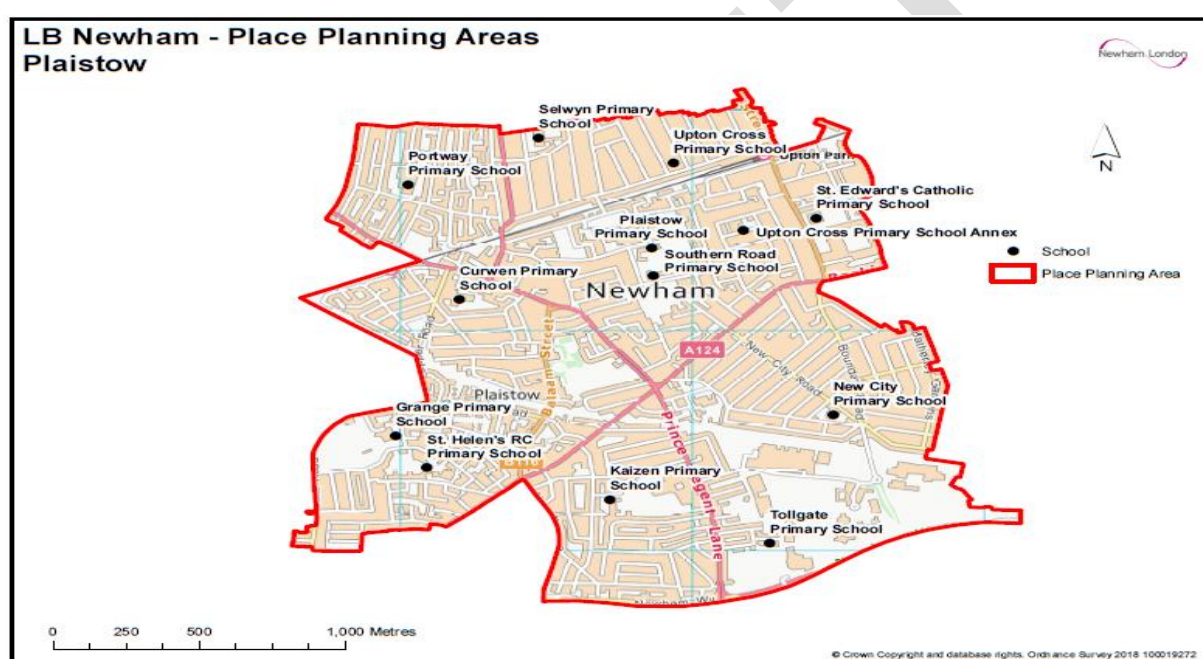 LB Newham - Place Planning Areas
Plaistow
Newham London
Selwyn Primary
School
Upton Cross
Primary School
Portway
Primary School
Upton Park
St. Edward's Catholic
Primary School
Plaistow
Primary School
Upton Cross Primary School Annex
Southern Road
Primary School
Curwen Primary
School
Newham
N
School
Place Planning Area
Balaam Street
A124
New City Road
Plaistow
New City
Primary School
Grange Primary
School
St. Helen's RC
Primary School
Prince Regent Lane
Kaizen Primary
School
Tollgate
Primary School
0 250 500 1,000 Metres
© Crown Copyright and database rights. Ordnance Survey 2018 100019272